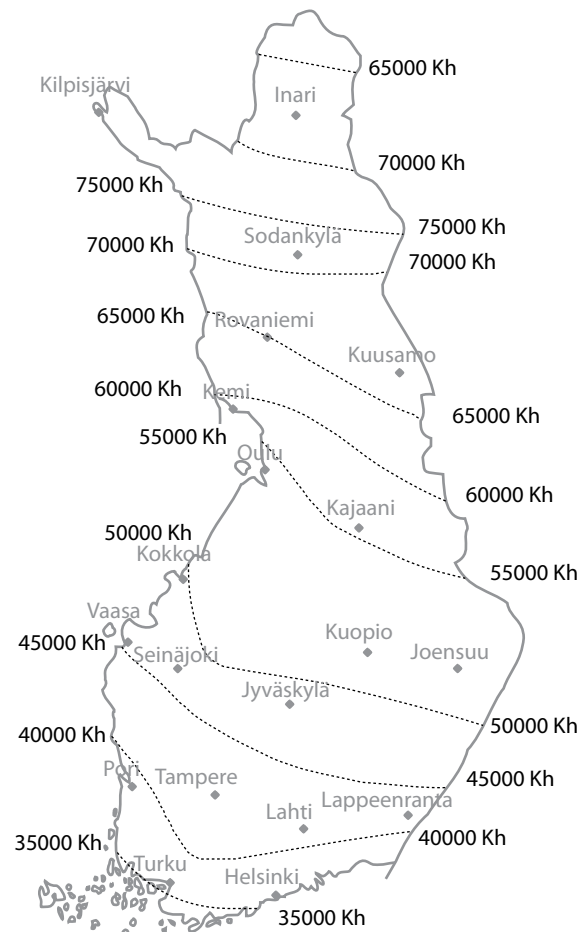 65000 Kh
Kilpisjärvi
Inari
70000 Kh
75000 Kh
75000 Kh
70000 Kh
Sodankylä
70000 Kh
65000 Kh
Rovaniemi
Kuusamo
60000 Kh
Kemi
65000 Kh
55000 Kh
Oulu
60000 Kh
Kajaani
50000 Kh
Kokkola
55000 Kh
Vaasa
45000 Kh
Seinäjoki
Kuopio
Joensuu
Jyväskylä
50000 Kh
40000 Kh
Pori
Tampere
45000 Kh
Lahti
Lappeenranta
40000 Kh
35000 Kh
Turku
Helsinki
35000 Kh